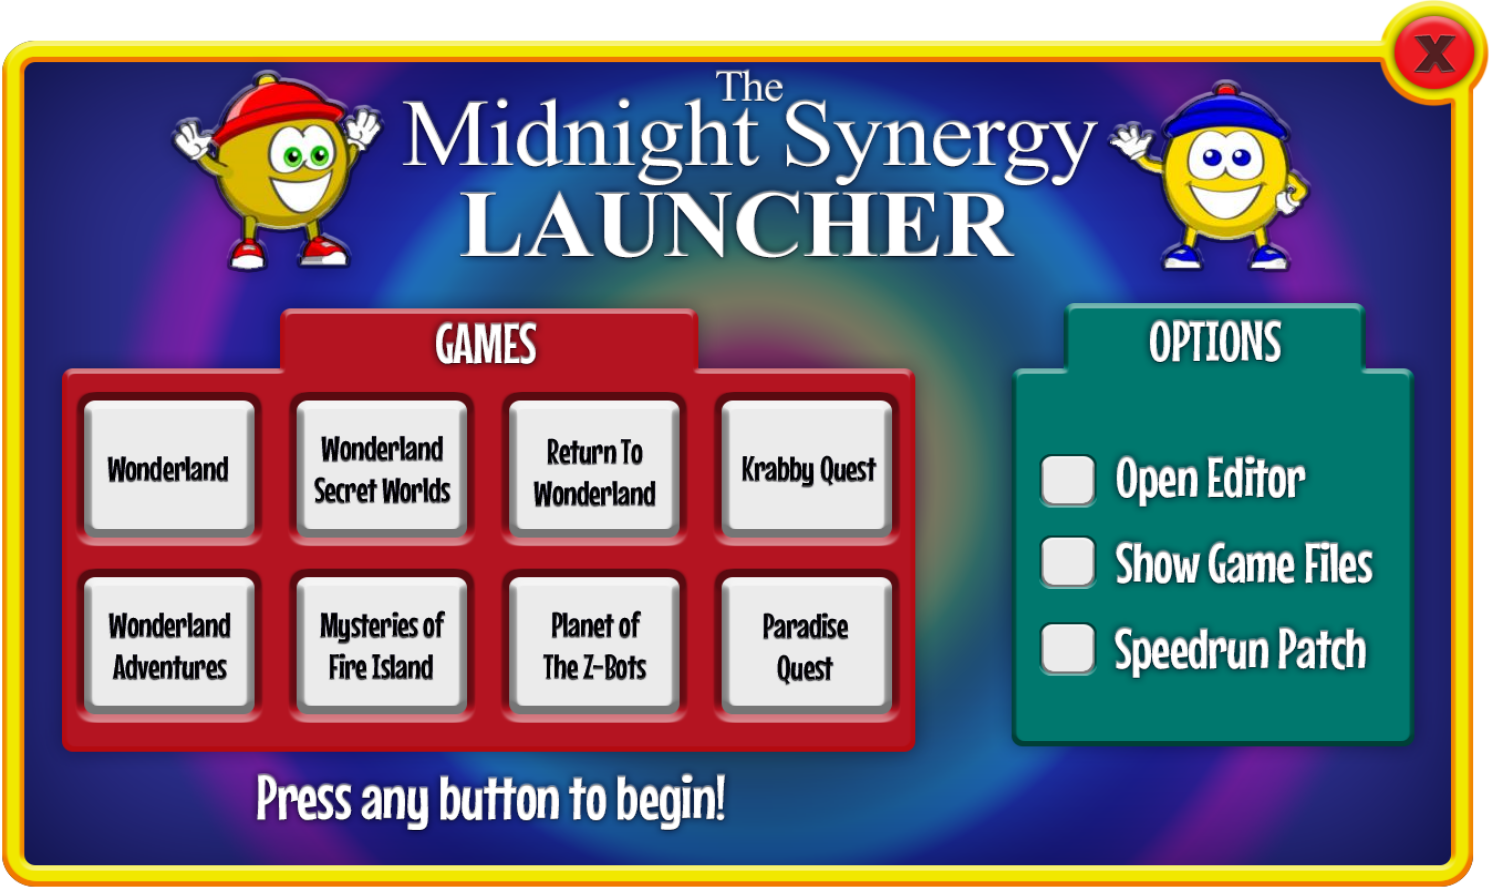 X
The
Midnight Synergy
LAUNCHER
GAMES
Wonderland
Wonderland
Secret Worlds
Return To
Wonderland
Krabby Quest
Wonderland
Adventures
Mysteries of
Fire Island
Planet of
The Z-Bots
Paradise
Quest
Press any button to begin!
OPTIONS
Open Editor
Show Game Files
Speedrun Patch